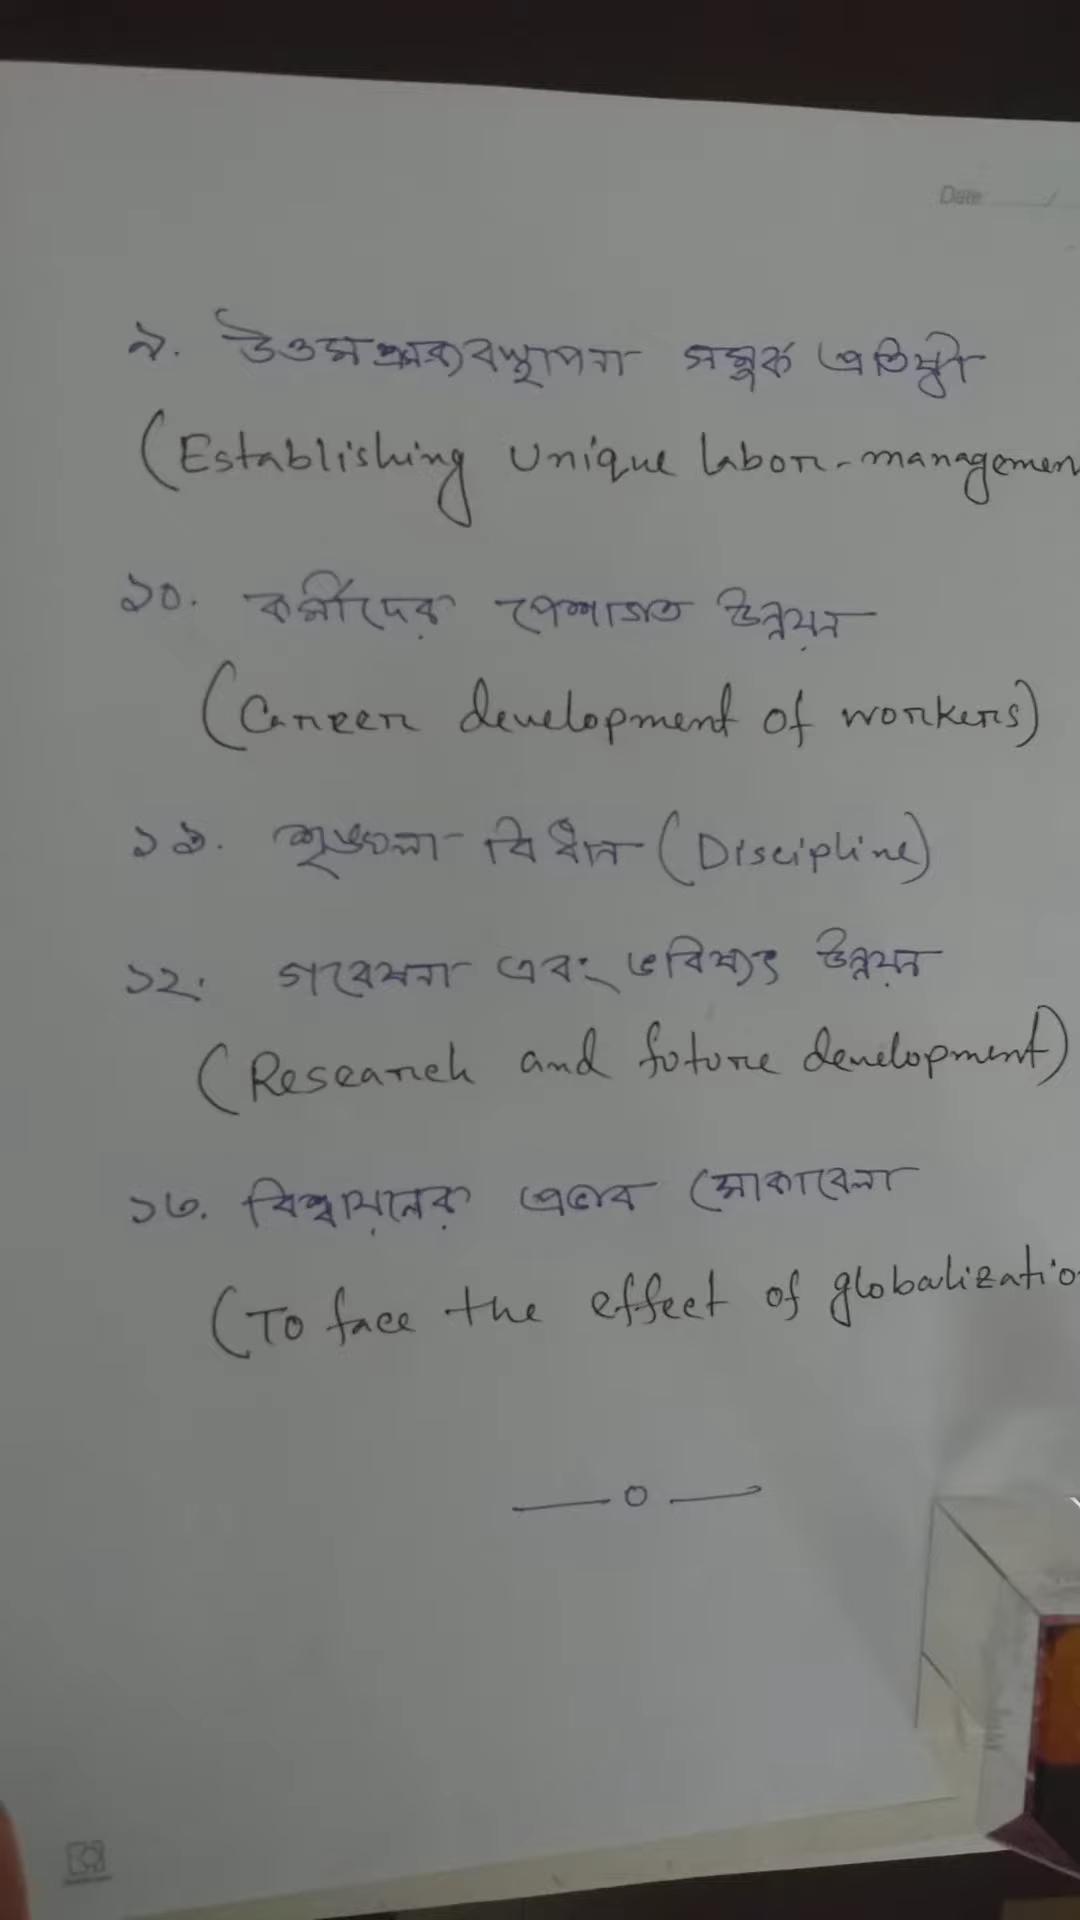 Date /
৯. উত্তম শ্রম ব্যবস্থাপনা সম্পর্ক প্রতিষ্ঠা
(Establishing Unique labor-managemen
১০. কর্মীদের পেশাগত উন্নয়ন
(Career development of workers)
১১. শৃঙ্খলা বিধান (Discipline)
১২. গবেষনা এবং ভবিষ্যৎ উন্নয়ন
(Research and future development)
১৩. বিশ্বায়নের প্রভাব মোকাবেলা
(To face the effect of globalizatio